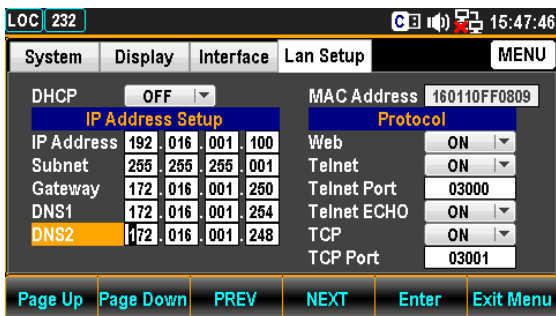 LOC 232 C 15:47:46
System Display Interface Lan Setup MENU
DHCP OFF MAC Address 160110FF0809
IP Address Setup Protocol
IP Address 192 . 016 . 001 . 100 Web ON
Subnet 255 . 255 . 255 . 001 Telnet ON
Gateway 172 . 016 . 001 . 250 Telnet Port 03000
DNS1 172 . 016 . 001 . 254 Telnet ECHO ON
DNS2 172 . 016 . 001 . 248 TCP ON
TCP Port 03001
Page Up Page Down PREV NEXT Enter Exit Menu